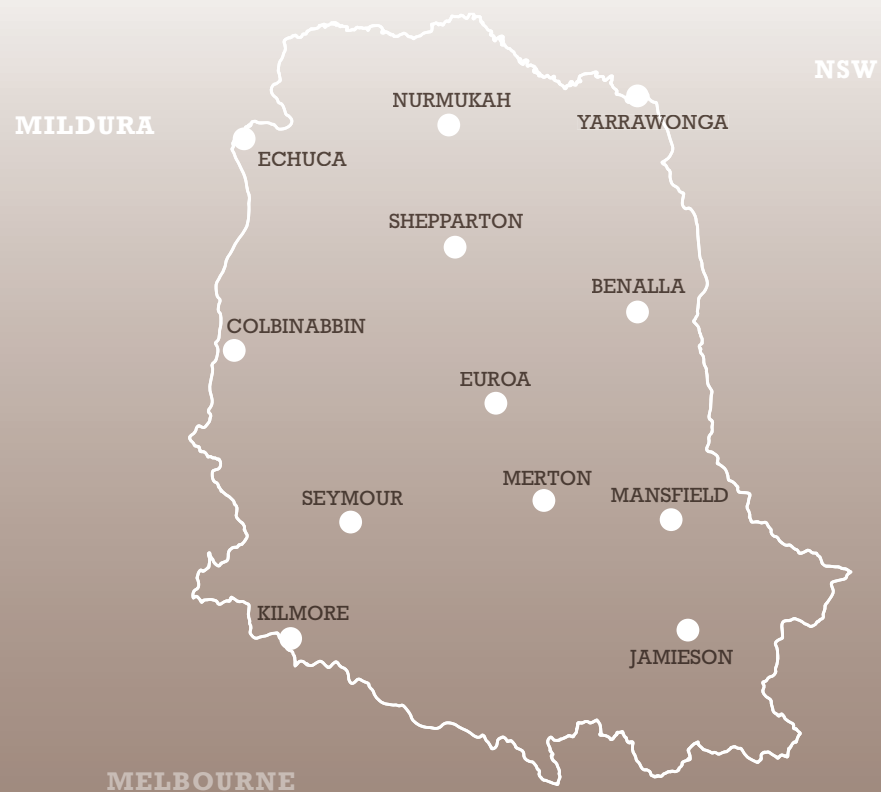 NSW
NURMUKAH
MILDURA
YARRAWONGA
ECHUCA
SHEPPARTON
BENALLA
COLBINABBIN
EUROA
MERTON
MANSFIELD
SEYMOUR
KILMORE
JAMIESON
MELBOURNE